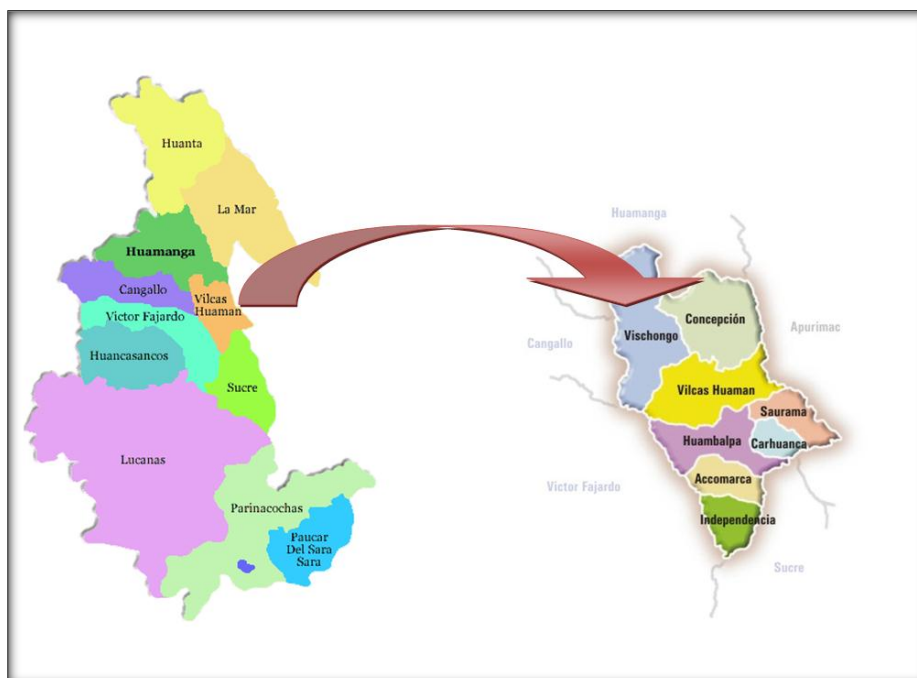 Huanta
La Mar
Huamanga
Cangallo
Vilcas
Huaman
Victor Fajardo
Huancasancos
Sucre
Lucanas
Parinacochas
Paucar
Del Sara
Sara
Huamanga
Concepción
Apurimac
Vischongo
Cangallo
Vilcas Huaman
Saurama
Huambalpa
Carhuanca
Accomarca
Victor Fajardo
Independencia
Sucre